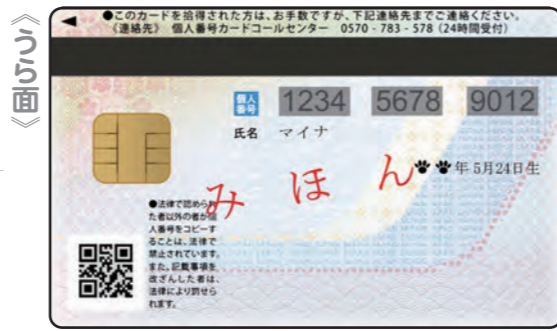 《うら面》
●このカードを拾得された方は、お手数ですが、下記連絡先までご連絡ください。
《連絡先》 個人番号カードコールセンター 0570-783-578（24時間受付）
個人番号 1234 5678 9012
氏名 マイナ
年 5月24日生
みほん
●法律で認められ
た者以外の者が個
人番号をコピーす
ることは、法律で
禁止されています。
また、記載事項を
改ざんした者は、
法律により罰せら
れます。